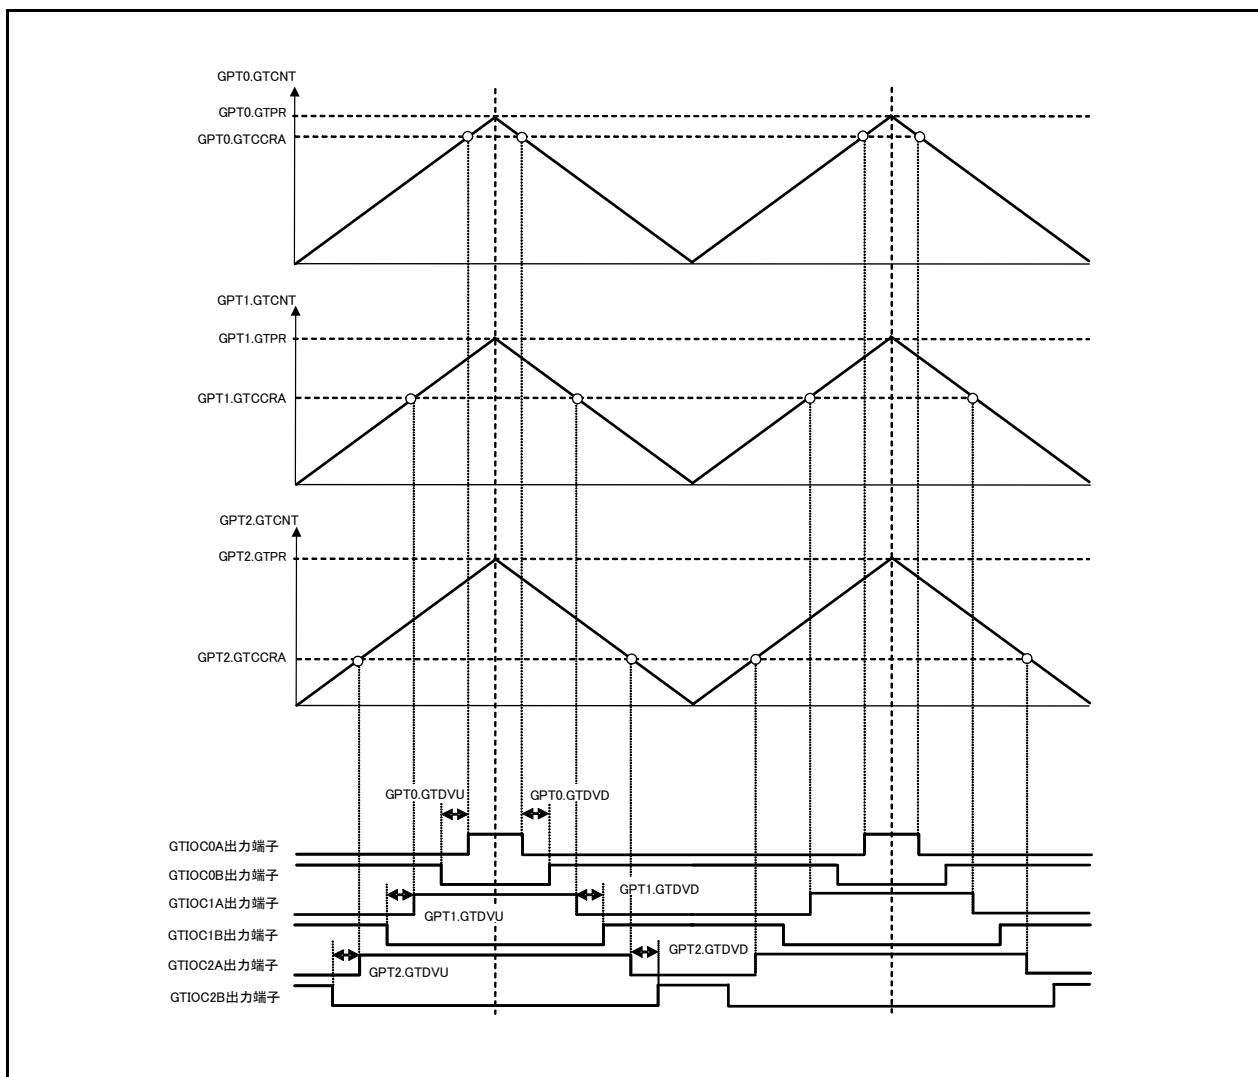 GPT0.GTCNT
GPT0.GTPR
GPT0.GTCCRA
GPT1.GTCNT
GPT1.GTPR
GPT1.GTCCRA
GPT2.GTCNT
GPT2.GTPR
GPT2.GTCCRA
GPT0.GTDVU
GPT0.GTDVD
GTIOC0A出力端子
GTIOC0B出力端子
GPT1.GTDVD
GTIOC1A出力端子
GPT1.GTDVU
GTIOC1B出力端子
GPT2.GTDVD
GTIOC2A出力端子
GPT2.GTDVU
GTIOC2B出力端子